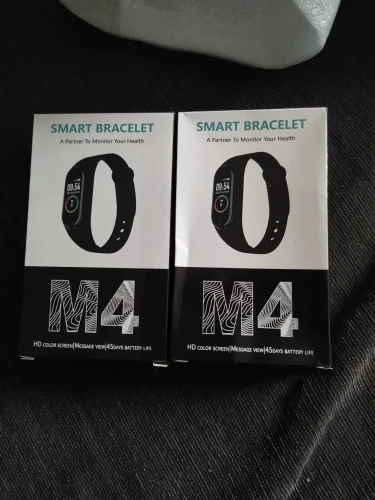 SMART BRACELET
A Partner To Monitor Your Health
09:54
M4
HD COLOR SCREEN|MESSAGE VIEW|45DAYS BATTERY LIFE
SMART BRACELET
A Partner To Monitor Your Health
09:54
M4
HD COLOR SCREEN|MESSAGE VIEW|45DAYS BATTERY LIFE